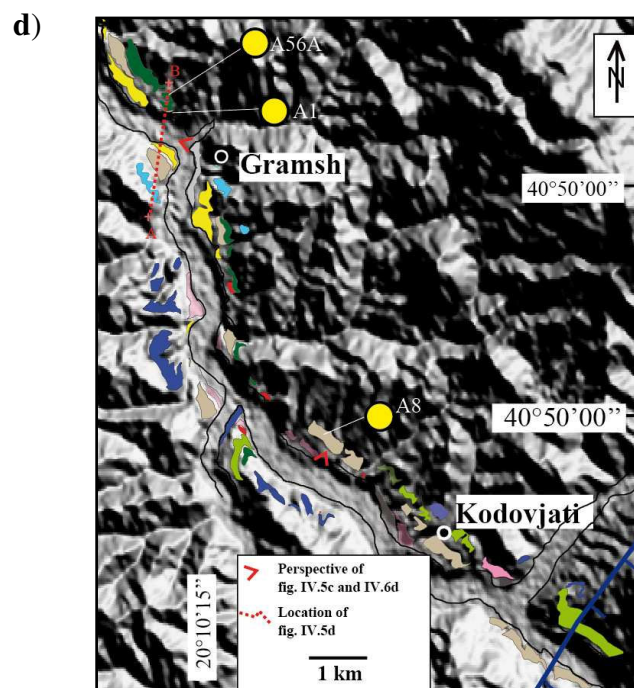 d)
A56A
N
B
A1
Gramsh
40°50'00''
A
A8
40°50'00''
Kodovjati
Perspective of
fig. IV.5c and IV.6d
Location of
fig. IV.5d
20°10'15''
1 km